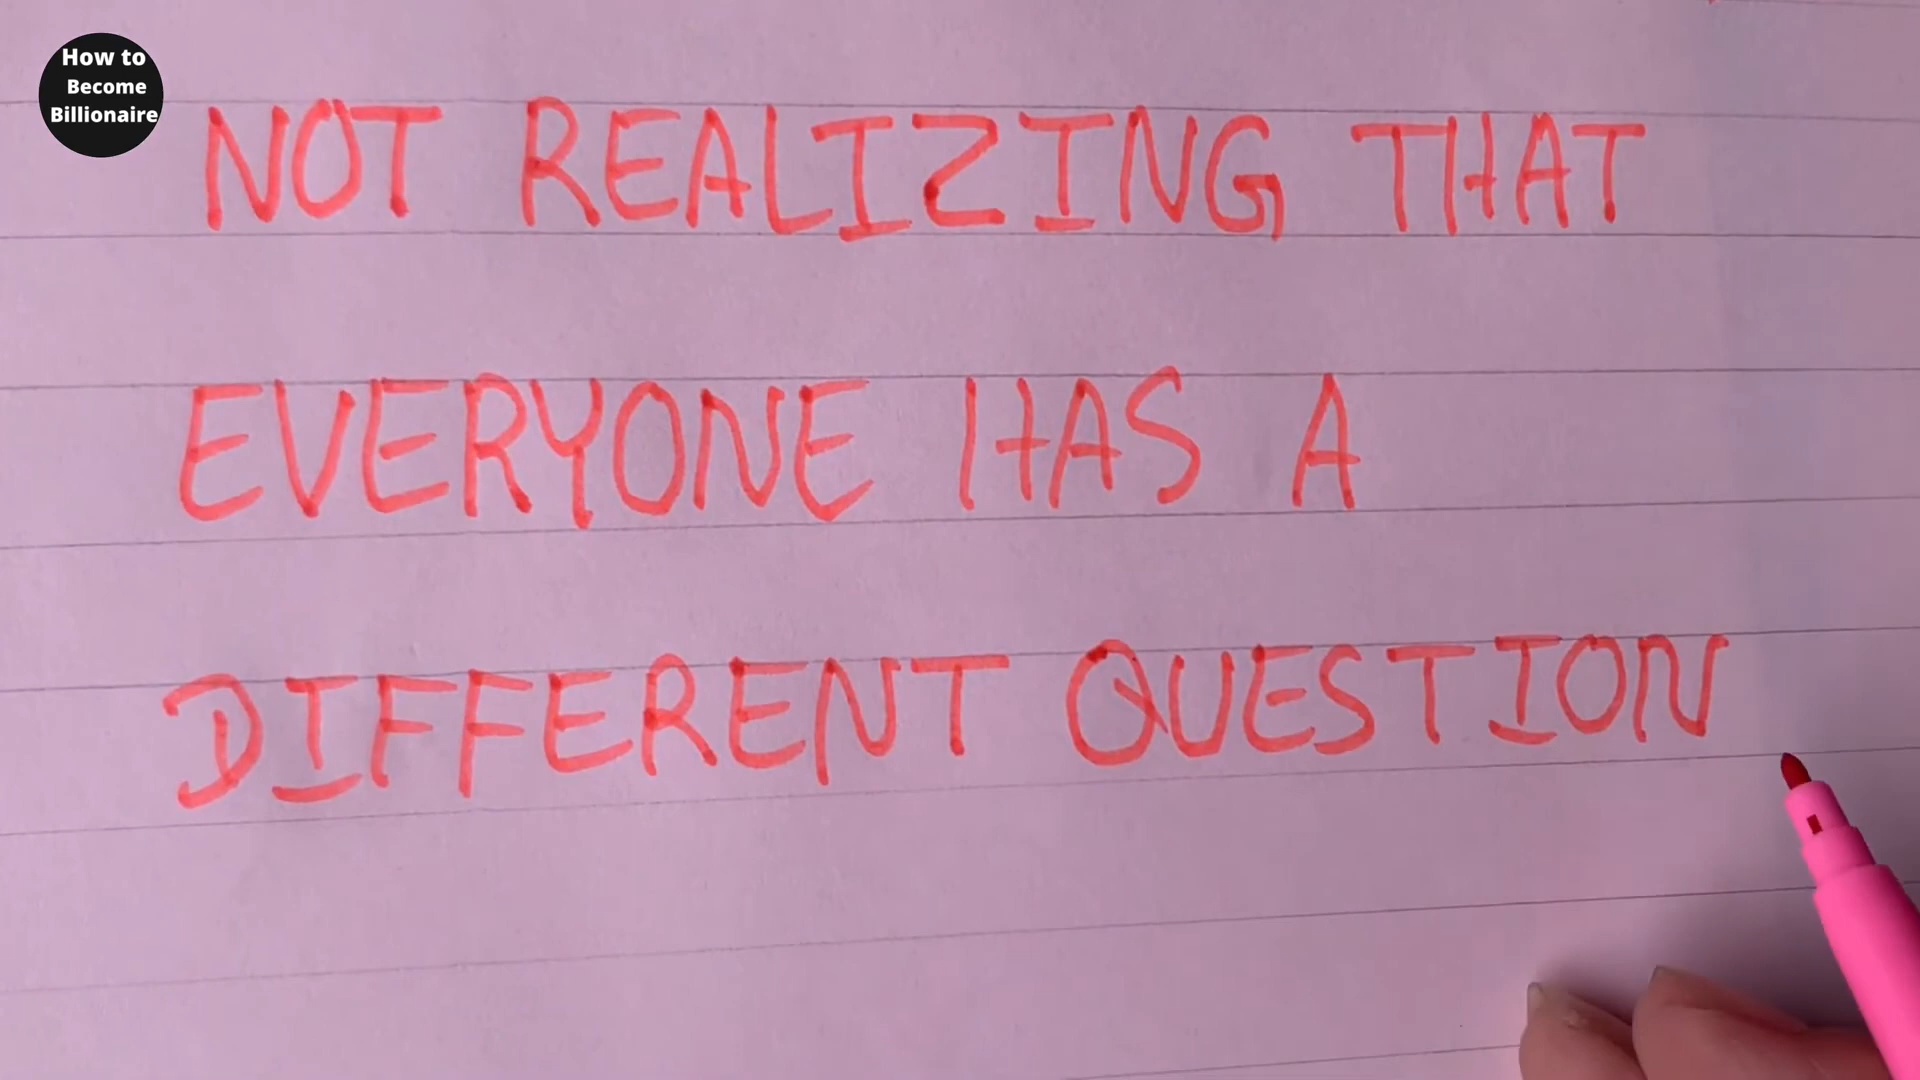 How to
Become
Billionaire
NOT REALIZING THAT
EVERYONE HAS A
DIFFERENT QUESTION